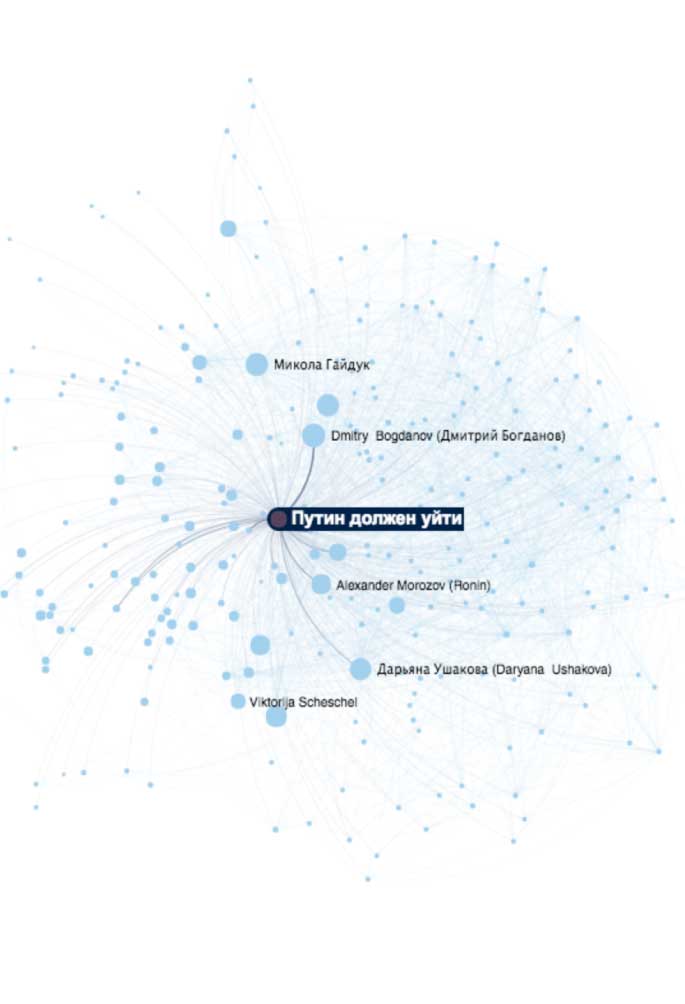 Микола Гайдук
Dmitry Bogdanov (Дмитрий Богданов)
Путин должен уйти
Alexander Morozov (Ronin)
Дарьяна Ушакова (Daryana Ushakova)
Viktorija Scheschel